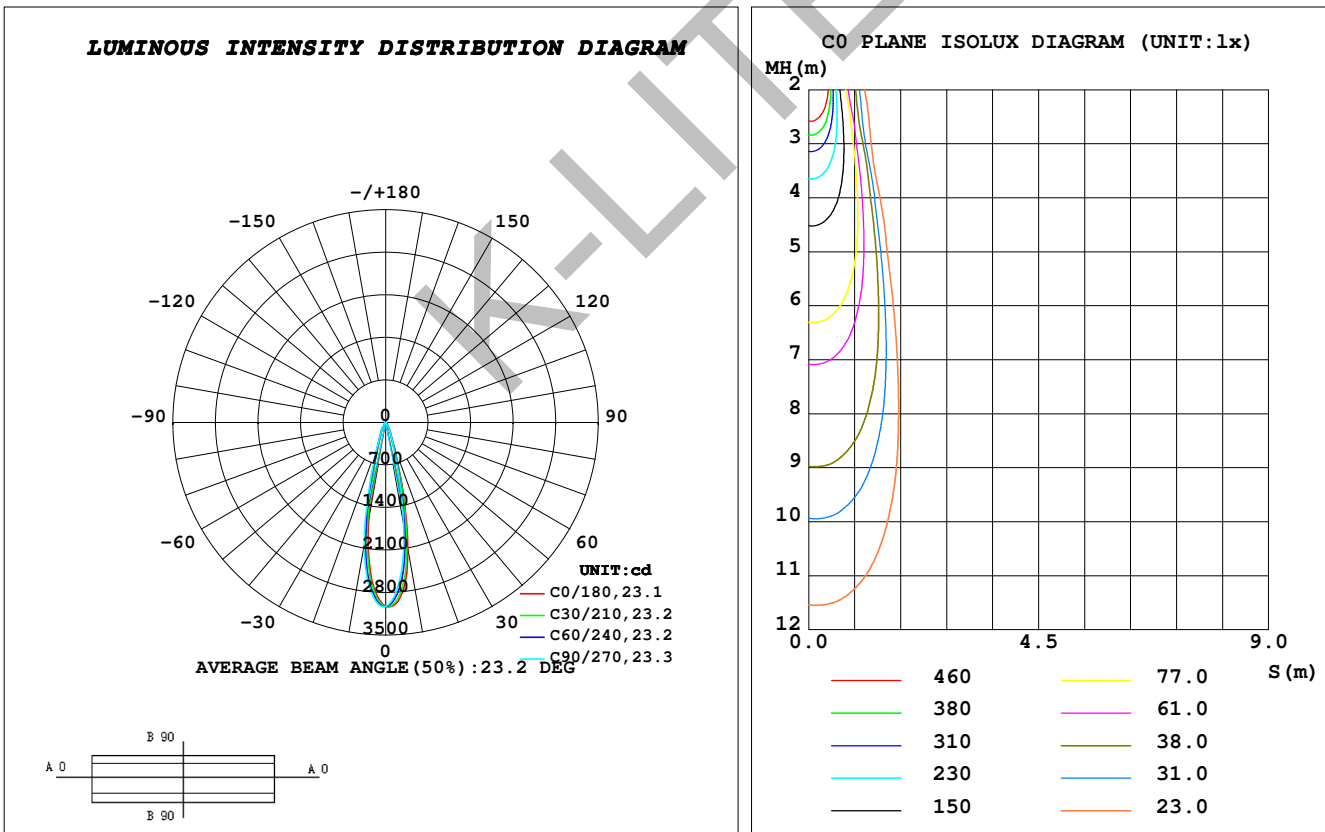 LUMINOUS INTENSITY DISTRIBUTION DIAGRAM
-/+180
-150
150
-120
120
-90
90
-60
60
-30
30
0
0
700
1400
2100
2800
3500
UNIT:cd
C0/180,23.1
C30/210,23.2
C60/240,23.2
C90/270,23.3
AVERAGE BEAM ANGLE(50%):23.2 DEG
B 90
A 0
A 0
B 90
C0 PLANE ISOLUX DIAGRAM (UNIT:lx)
MH(m)
2
3
4
5
6
7
8
9
10
11
12
0.0
4.5
9.0
S(m)
460
380
310
230
150
77.0
61.0
38.0
31.0
23.0
K-LITE